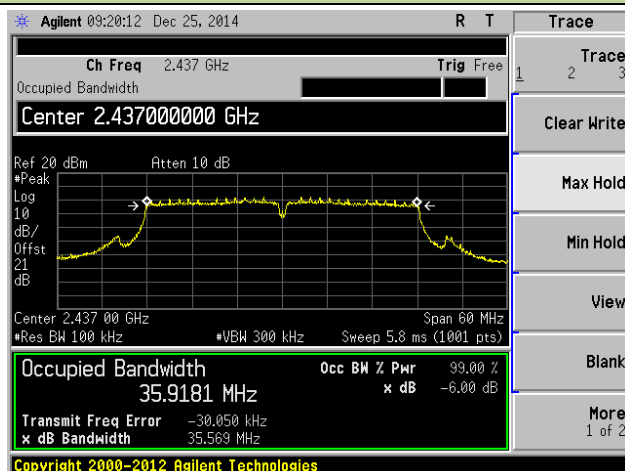 Agilent 09:20:12 Dec 25, 2014 R T
Trace
Ch Freq 2.437 GHz Trig Free
Occupied Bandwidth
Center 2.437000000 GHz
Ref 20 dBm Atten 10 dB
#Peak
Log
10
dB/
Offst
21
dB
Center 2.437 00 GHz Span 60 MHz
#Res BW 100 kHz #VBW 300 kHz Sweep 5.8 ms (1001 pts)
Occupied Bandwidth Occ BW % Pwr 99.00 %
35.9181 MHz x dB -6.00 dB
Transmit Freq Error -30.050 kHz
x dB Bandwidth 35.569 MHz
Trace
1 2 3
Clear Write
Max Hold
Min Hold
View
Blank
More
1 of 2
Copyright 2000-2012 Agilent Technologies